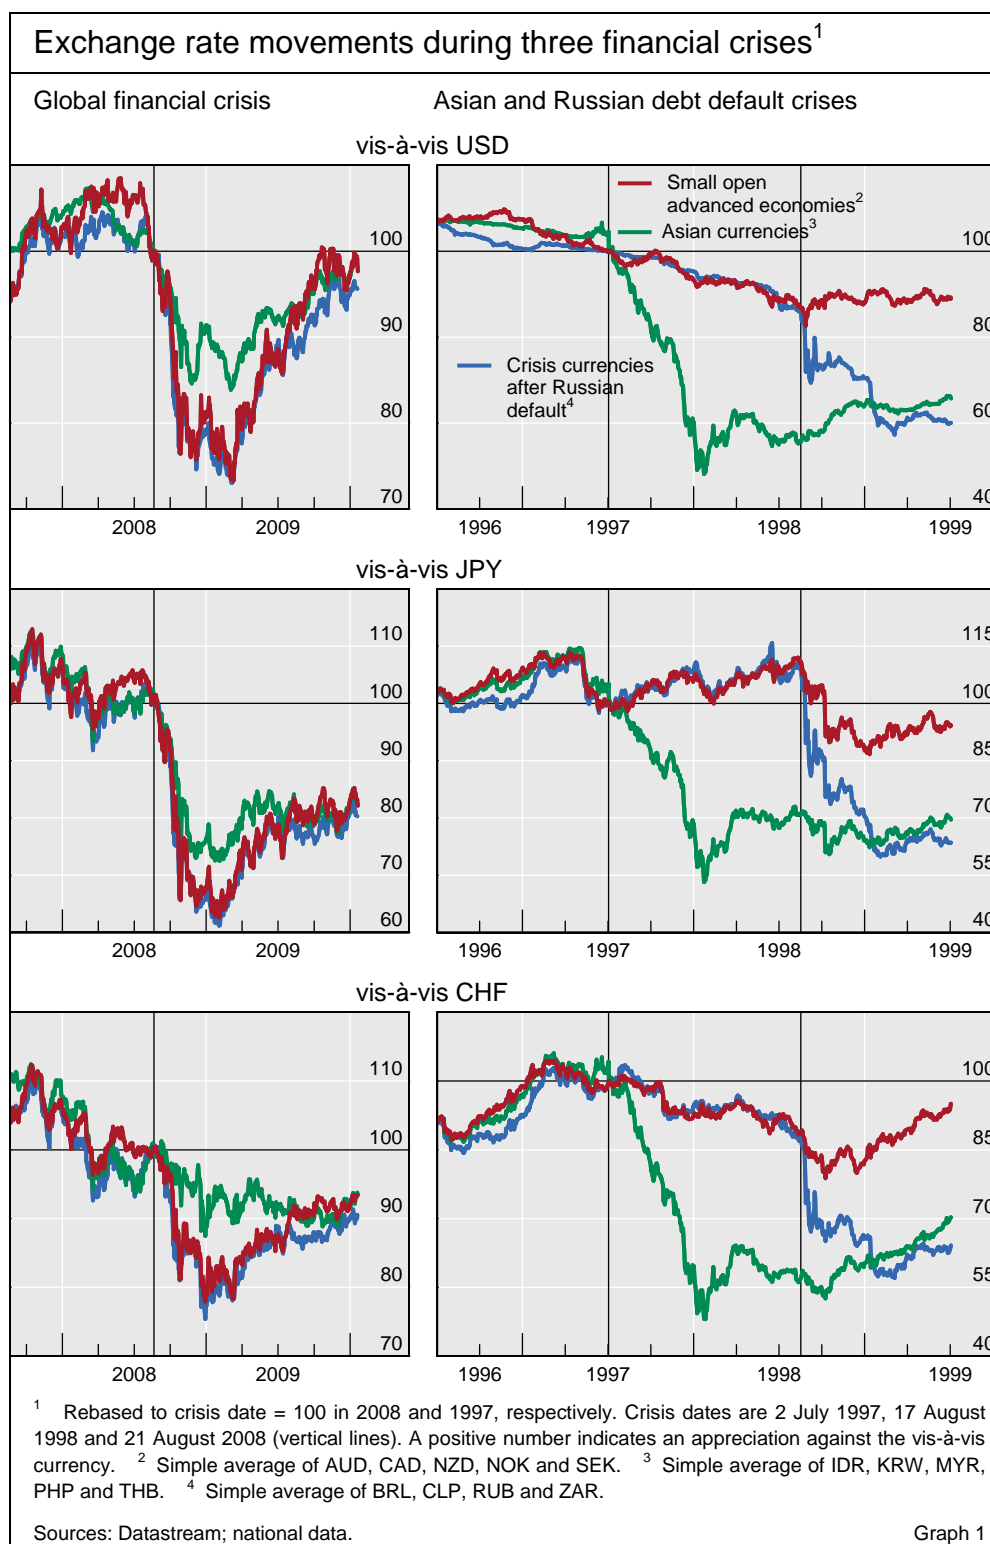 Exchange rate movements during three financial crises¹
Global financial crisis
Asian and Russian debt default crises
vis-à-vis USD
100
90
80
70
2008 2009
Small open
advanced economies²
Asian currencies³
Crisis currencies
after Russian
default⁴
100
80
60
40
1996 1997 1998 1999
vis-à-vis JPY
110
100
90
80
70
60
2008 2009
115
100
85
70
55
40
1996 1997 1998 1999
vis-à-vis CHF
110
100
90
80
70
2008 2009
100
85
70
55
40
1996 1997 1998 1999
¹ Rebased to crisis date = 100 in 2008 and 1997, respectively. Crisis dates are 2 July 1997, 17 August
1998 and 21 August 2008 (vertical lines). A positive number indicates an appreciation against the vis-à-vis
currency. ² Simple average of AUD, CAD, NZD, NOK and SEK. ³ Simple average of IDR, KRW, MYR,
PHP and THB. ⁴ Simple average of BRL, CLP, RUB and ZAR.
Sources: Datastream; national data.
Graph 1